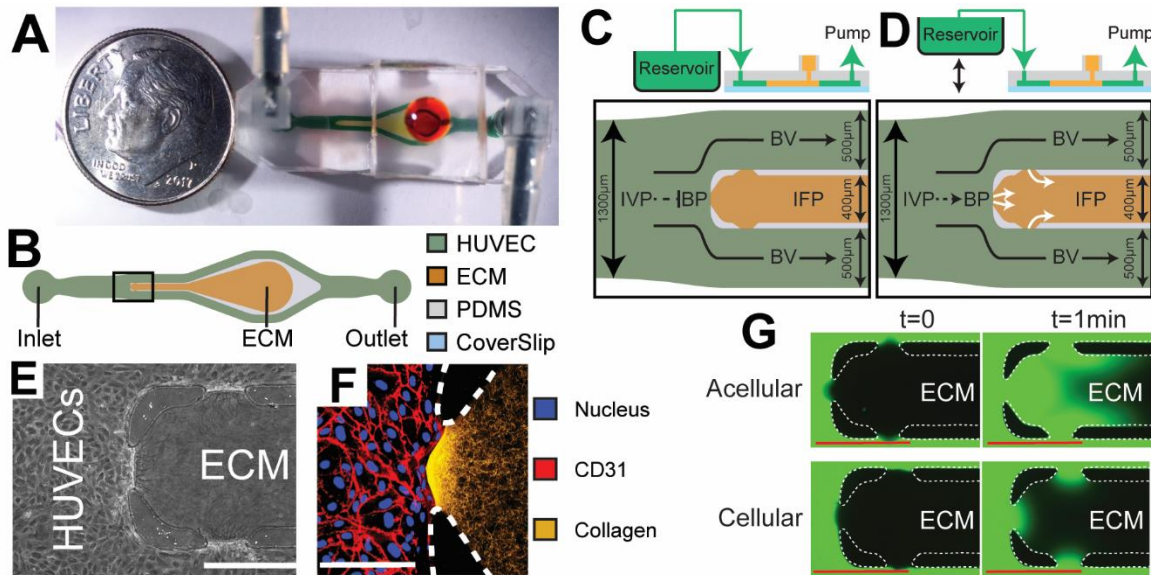 A
LIBERTY
IN GOD
WE TRUST
2017
P
B
HUVEC
ECM
PDMS
CoverSlip
Inlet
ECM
Outlet
C
Reservoir
Pump
1300µm
IVP
BP
BV
IFP
BV
500µm
400µm
500µm
D
Reservoir
Pump
1300µm
IVP
BP
BV
IFP
BV
500µm
400µm
500µm
E
HUVECs
ECM
F
Nucleus
CD31
Collagen
G
t=0
t=1min
Acellular
ECM
ECM
Cellular
ECM
ECM